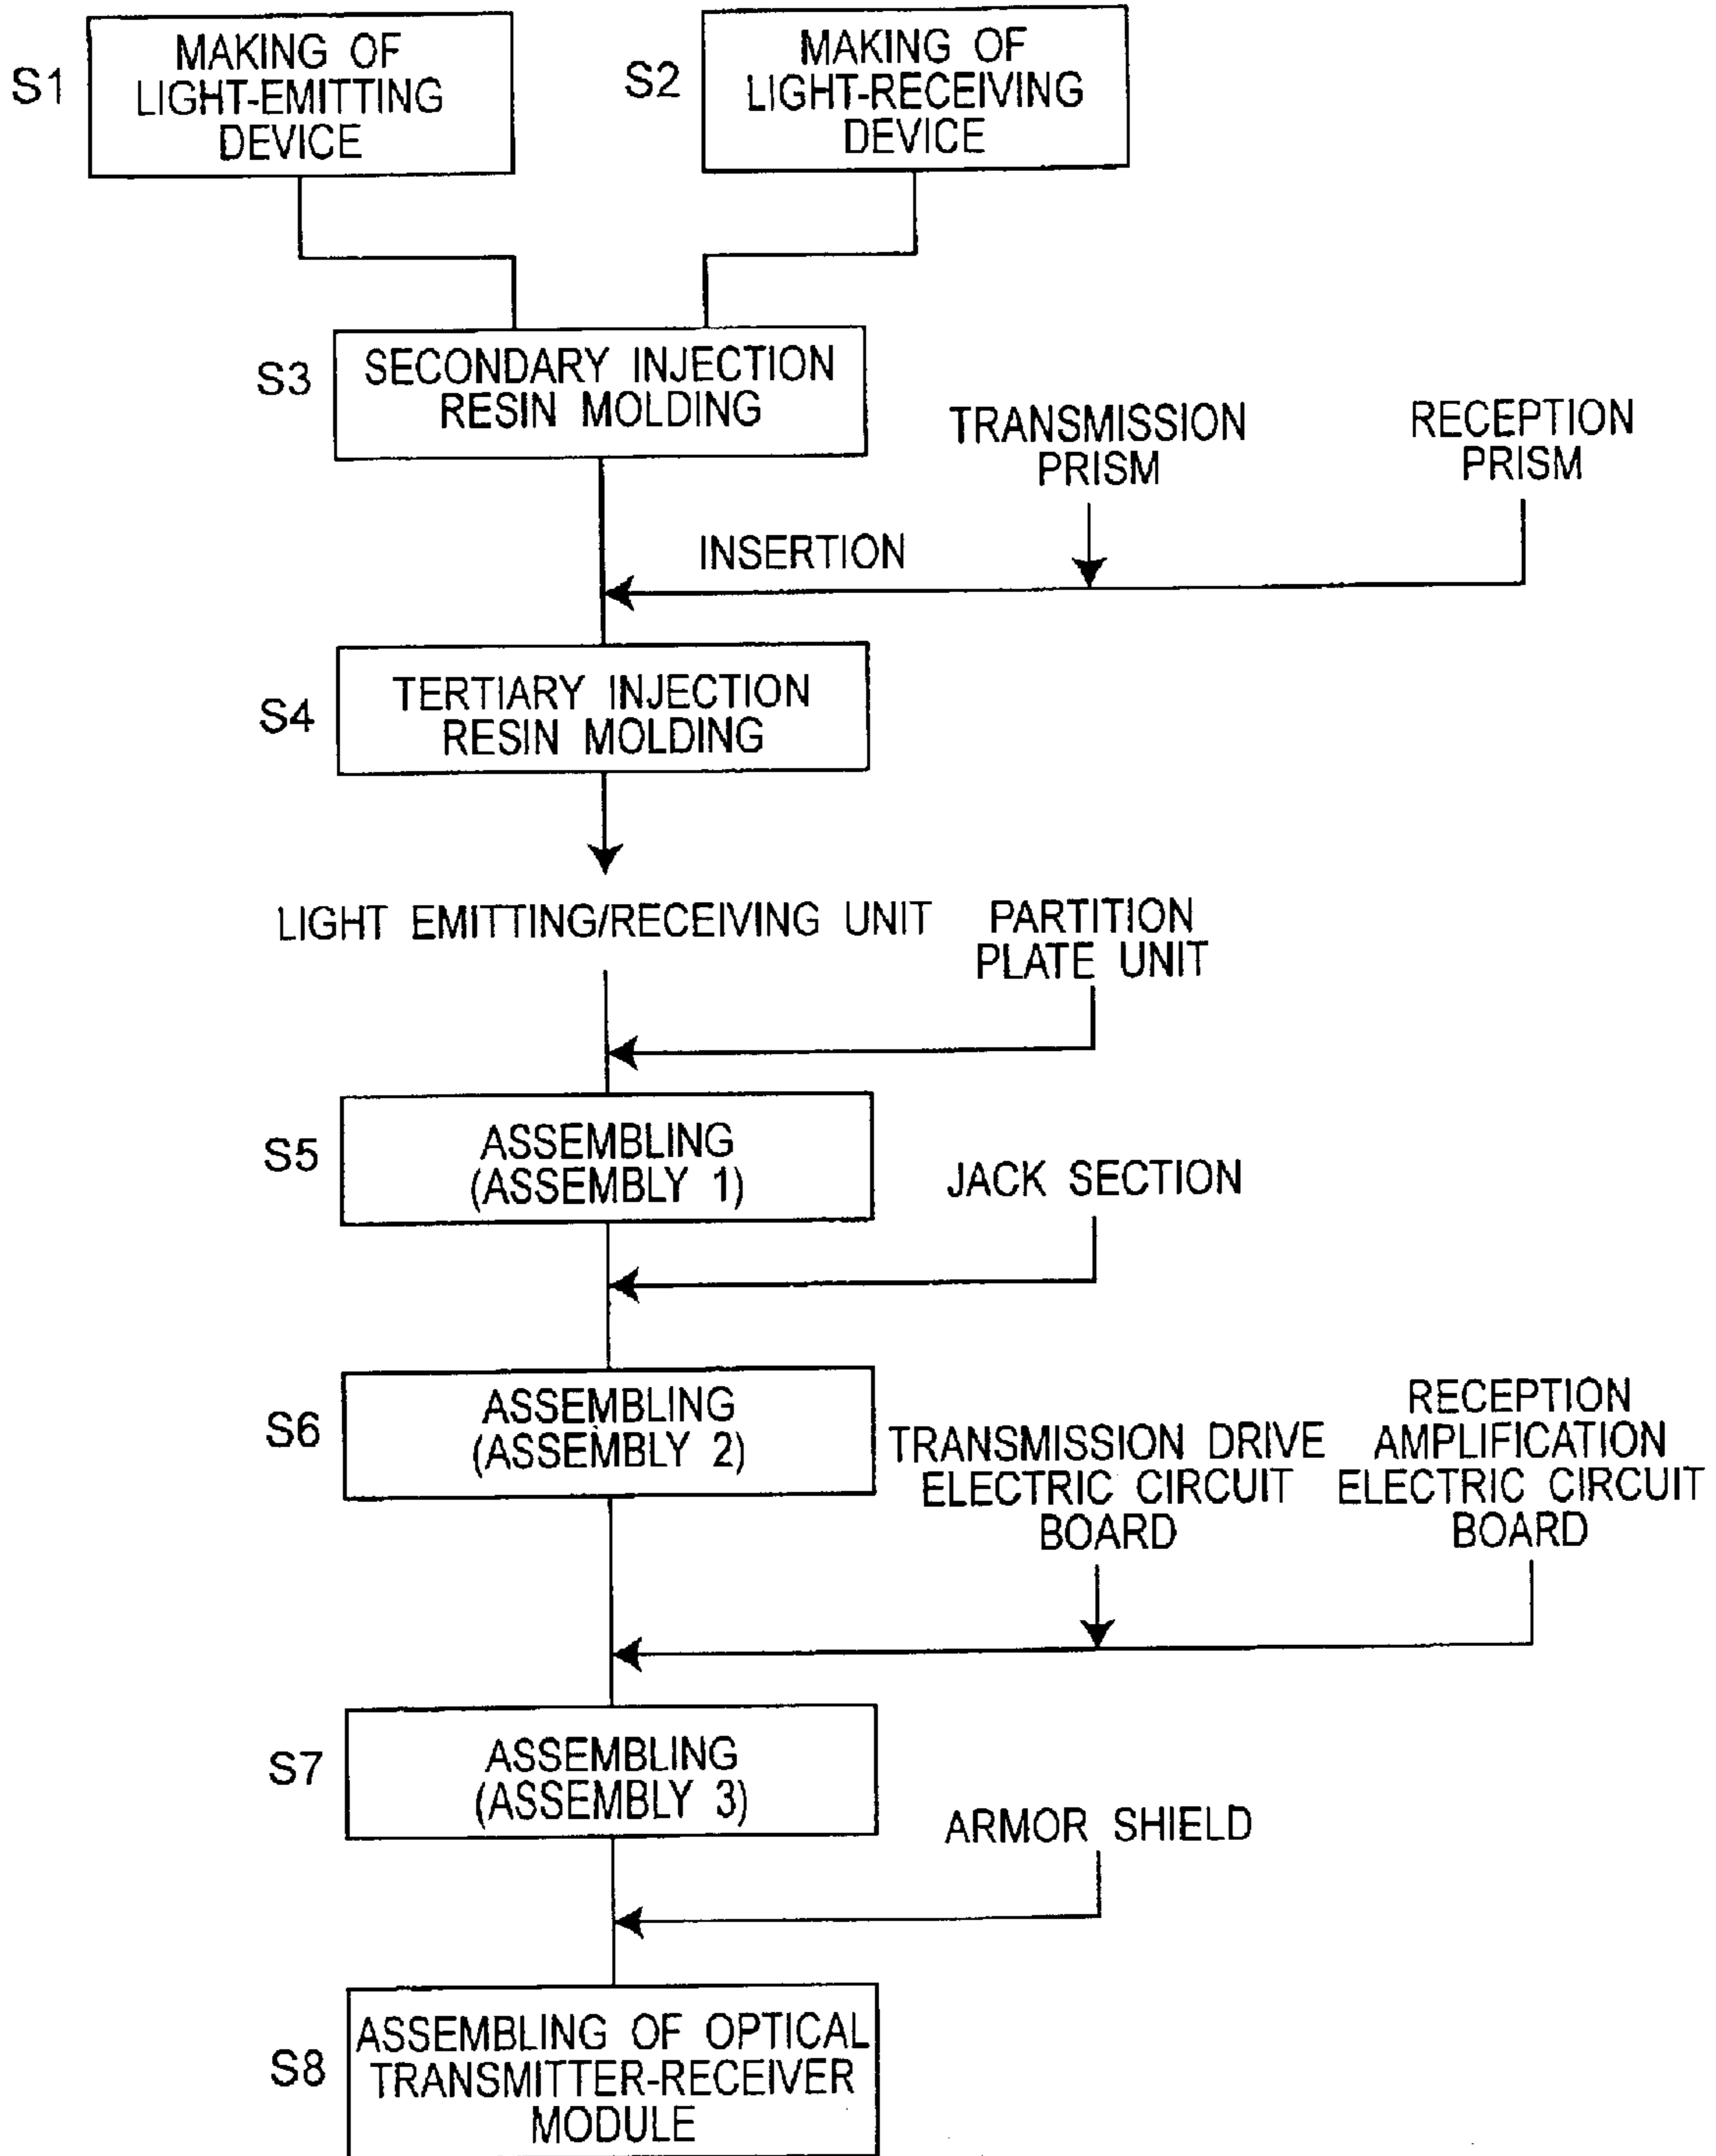 S1
MAKING OF
LIGHT-EMITTING
DEVICE
S2
MAKING OF
LIGHT-RECEIVING
DEVICE
S3
SECONDARY INJECTION
RESIN MOLDING
TRANSMISSION
PRISM
RECEPTION
PRISM
INSERTION
S4
TERTIARY INJECTION
RESIN MOLDING
LIGHT EMITTING/RECEIVING UNIT
PARTITION
PLATE UNIT
S5
ASSEMBLING
(ASSEMBLY 1)
JACK SECTION
S6
ASSEMBLING
(ASSEMBLY 2)
TRANSMISSION DRIVE
ELECTRIC CIRCUIT
BOARD
RECEPTION
AMPLIFICATION
ELECTRIC CIRCUIT
BOARD
S7
ASSEMBLING
(ASSEMBLY 3)
ARMOR SHIELD
S8
ASSEMBLING OF OPTICAL
TRANSMITTER-RECEIVER
MODULE